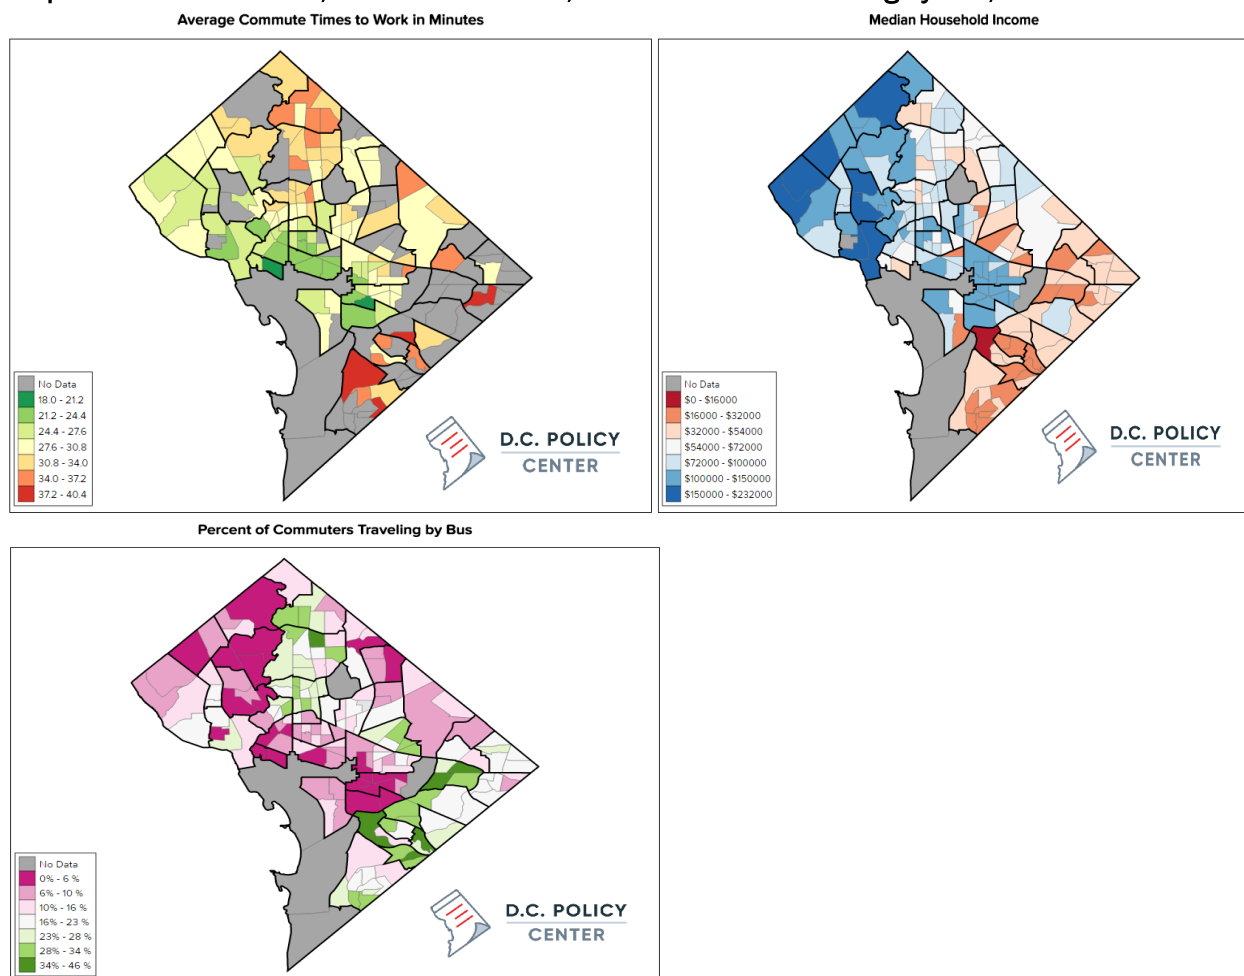 Average Commute Times to Work in Minutes
No Data
18.0 - 21.2
21.2 - 24.4
24.4 - 27.6
27.6 - 30.8
30.8 - 34.0
34.0 - 37.2
37.2 - 40.4
D.C. POLICY
CENTER
Median Household Income
No Data
$0 - $16000
$16000 - $32000
$32000 - $54000
$54000 - $72000
$72000 - $100000
$100000 - $150000
$150000 - $232000
D.C. POLICY
CENTER
Percent of Commuters Traveling by Bus
No Data
0% - 6 %
6% - 10 %
10% - 16 %
16% - 23 %
23% - 28 %
28% - 34 %
34% - 46 %
D.C. POLICY
CENTER